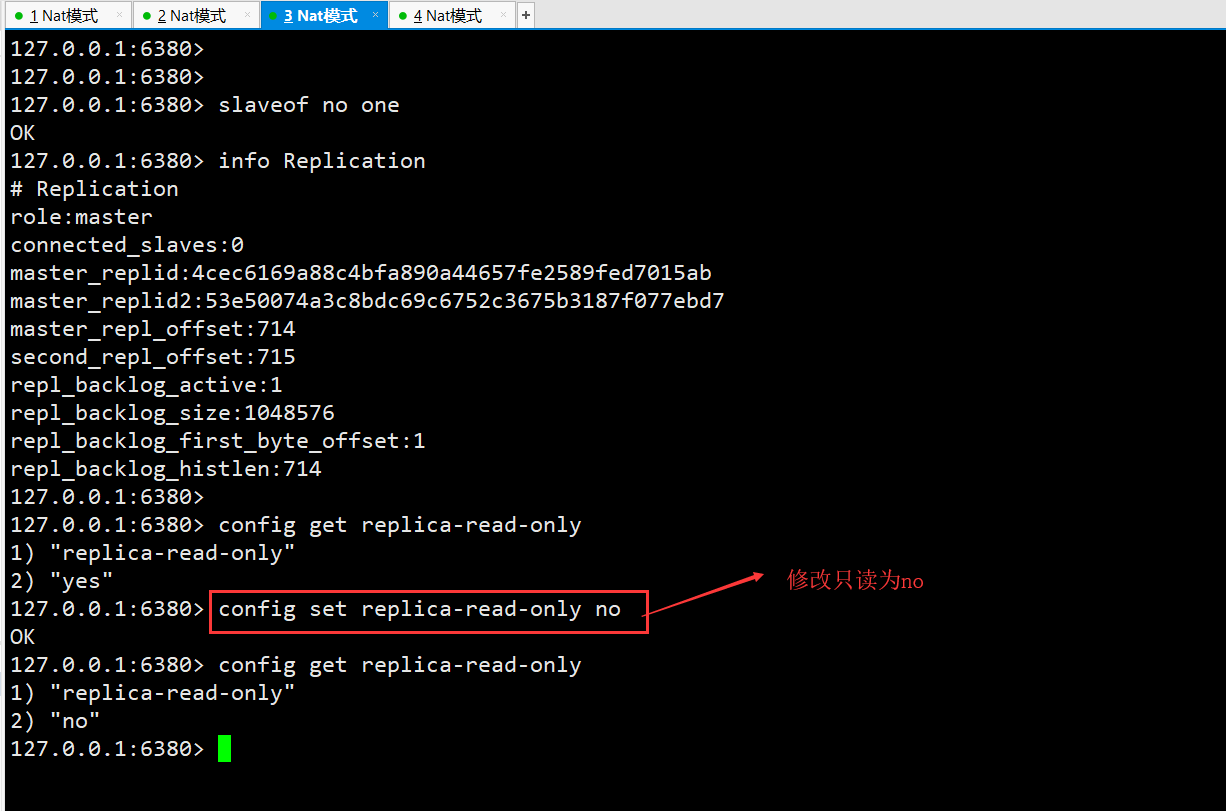 1 Nat模式 2 Nat模式 3 Nat模式 4 Nat模式
127.0.0.1:6380>
127.0.0.1:6380>
127.0.0.1:6380> slaveof no one
OK
127.0.0.1:6380> info Replication
# Replication
role:master
connected_slaves:0
master_replid:4cec6169a88c4bfa890a44657fe2589fed7015ab
master_replid2:53e50074a3c8bdc69c6752c3675b3187f077ebd7
master_repl_offset:714
second_repl_offset:715
repl_backlog_active:1
repl_backlog_size:1048576
repl_backlog_first_byte_offset:1
repl_backlog_histlen:714
127.0.0.1:6380>
127.0.0.1:6380> config get replica-read-only
1) "replica-read-only"
2) "yes"
127.0.0.1:6380> config set replica-read-only no
修改只读为no
OK
127.0.0.1:6380> config get replica-read-only
1) "replica-read-only"
2) "no"
127.0.0.1:6380>